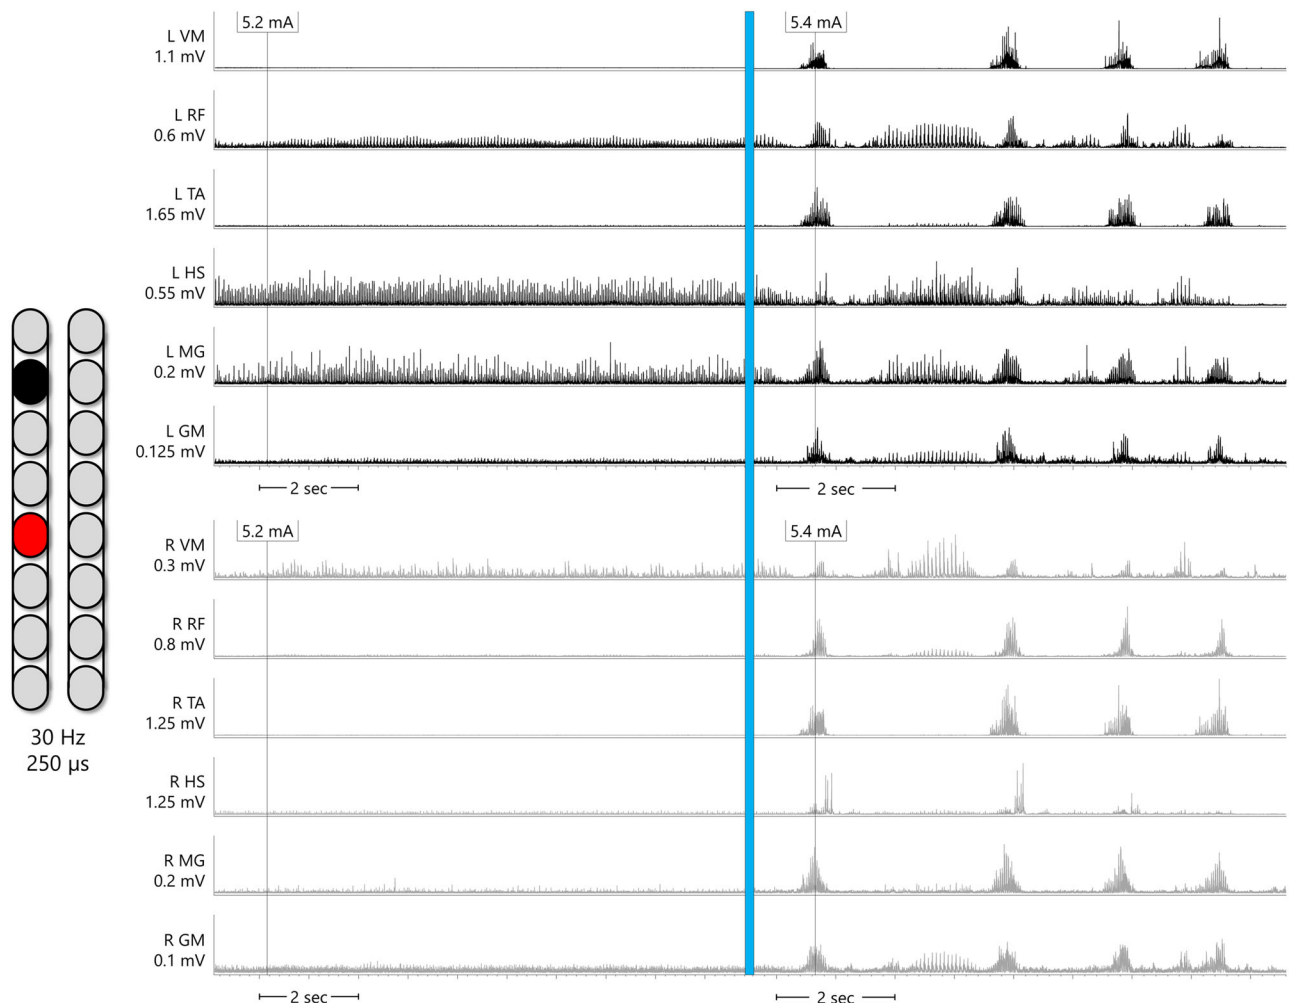 5.2 mA
5.4 mA
L VM
1.1 mV
L RF
0.6 mV
L TA
1.65 mV
L HS
0.55 mV
L MG
0.2 mV
L GM
0.125 mV
2 sec
2 sec
5.2 mA
5.4 mA
R VM
0.3 mV
R RF
0.8 mV
R TA
1.25 mV
R HS
1.25 mV
R MG
0.2 mV
R GM
0.1 mV
2 sec
2 sec
30 Hz
250 µs